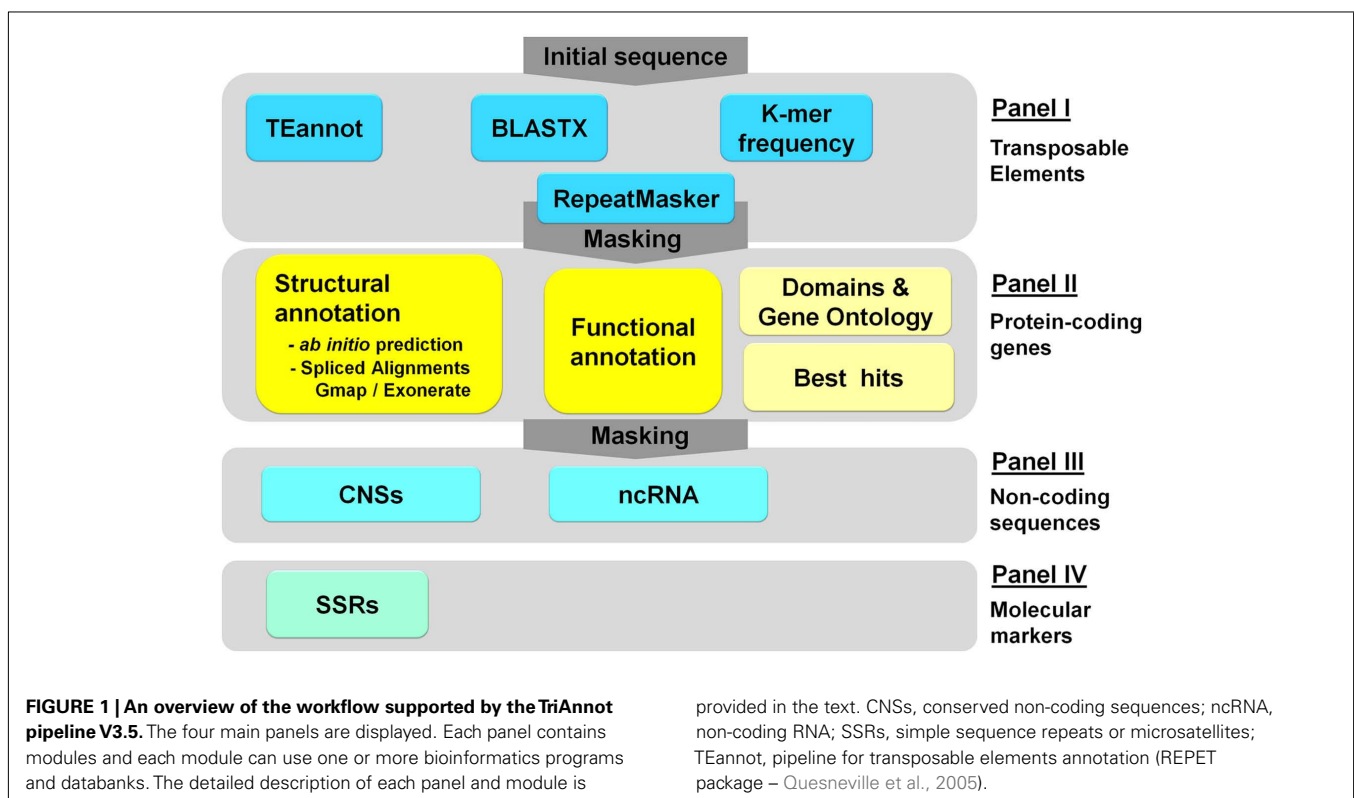 Initial sequence
TEannot
BLASTX
K-mer
frequency
RepeatMasker
Panel I
Transposable
Elements
Masking
Structural
annotation
- ab initio prediction
- Spliced Alignments
Gmap / Exonerate
Functional
annotation
Domains &
Gene Ontology
Best hits
Panel II
Protein-coding
genes
Masking
CNSs
ncRNA
Panel III
Non-coding
sequences
SSRs
Panel IV
Molecular
markers
FIGURE 1 | An overview of the workflow supported by the TriAnnot
pipeline V3.5. The four main panels are displayed. Each panel contains
modules and each module can use one or more bioinformatics programs
and databanks. The detailed description of each panel and module is
provided in the text. CNSs, conserved non-coding sequences; ncRNA,
non-coding RNA; SSRs, simple sequence repeats or microsatellites;
TEannot, pipeline for transposable elements annotation (REPET
package – Quesneville et al., 2005).